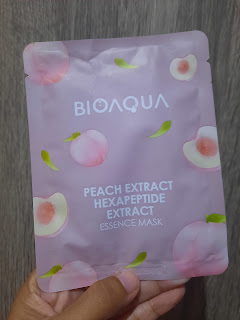 BIOAQUA
PEACH EXTRACT
HEXAPEPTIDE
EXTRACT
ESSENCE MASK